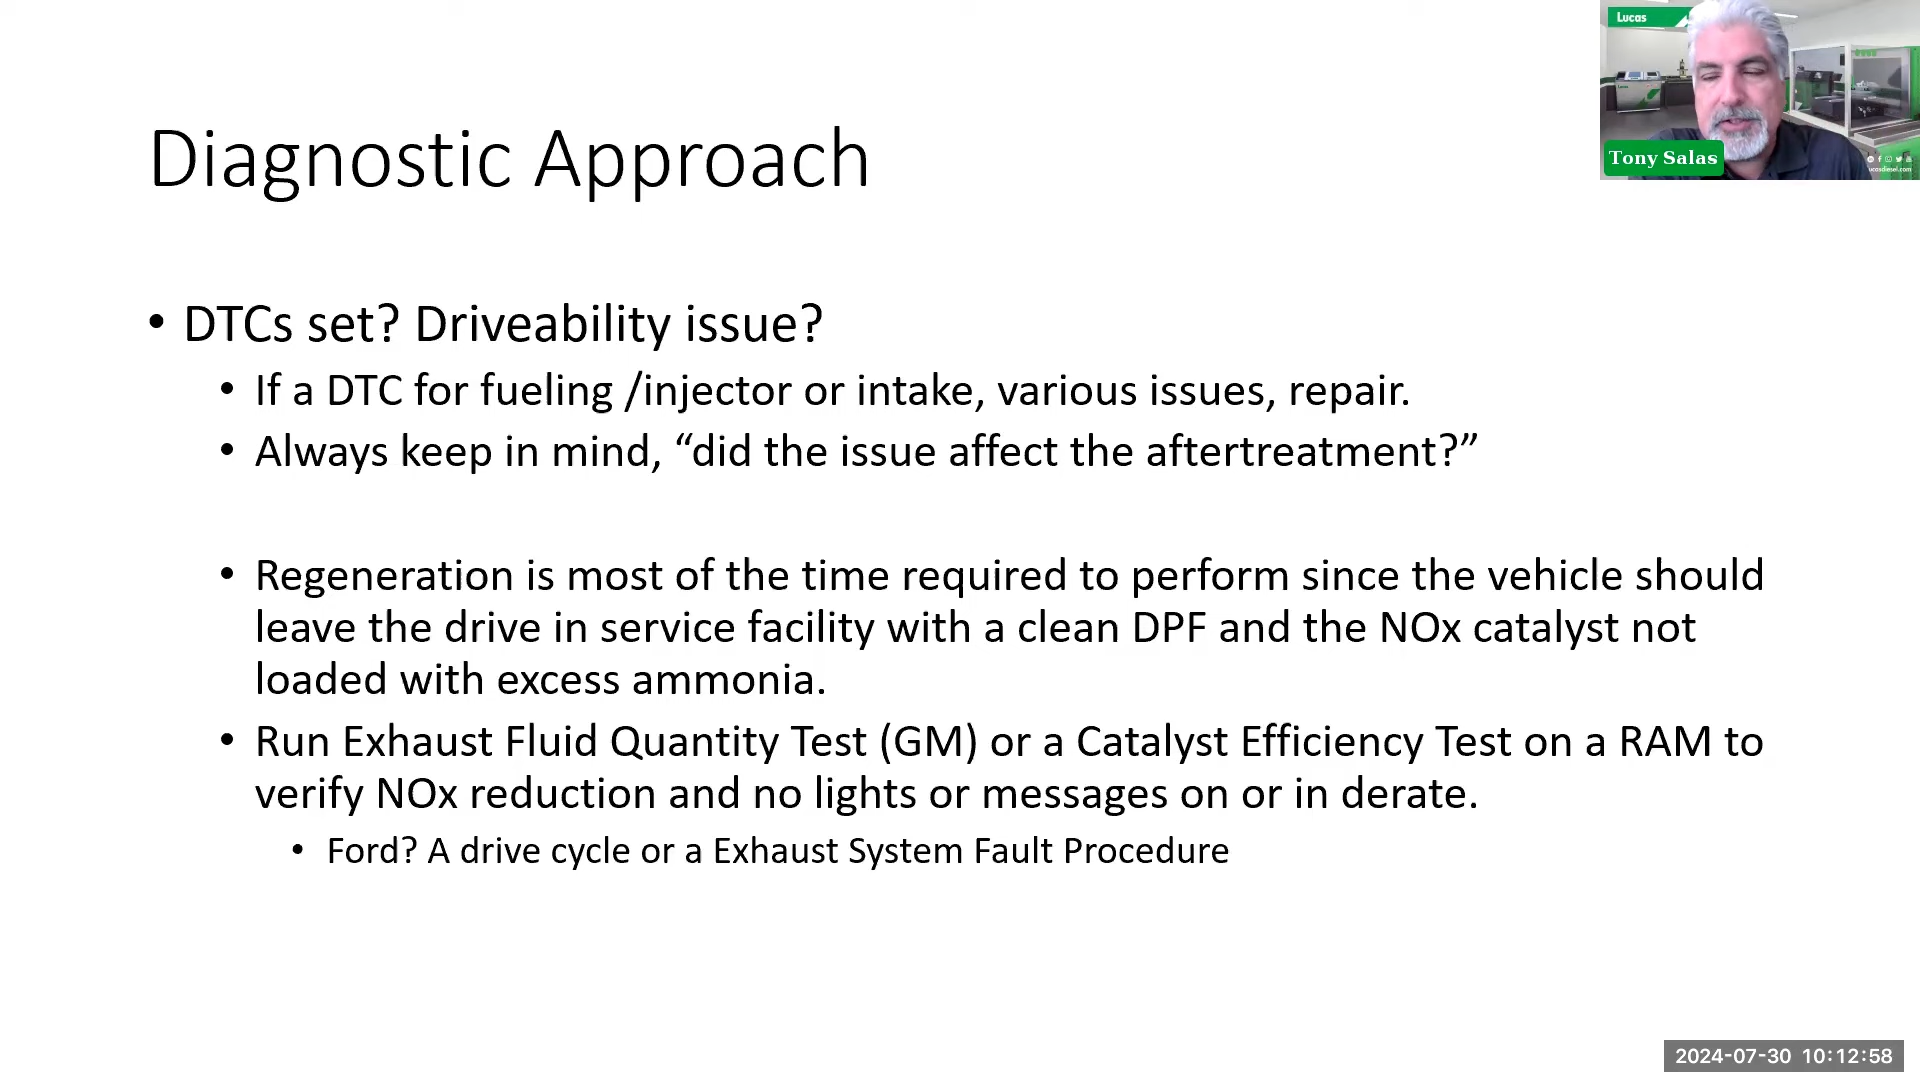 Lucas
Tony Salas
ucasdiesel.com
Diagnostic Approach
• DTCs set? Driveability issue?
• If a DTC for fueling /injector or intake, various issues, repair.
• Always keep in mind, “did the issue affect the aftertreatment?”
• Regeneration is most of the time required to perform since the vehicle should
leave the drive in service facility with a clean DPF and the NOx catalyst not
loaded with excess ammonia.
• Run Exhaust Fluid Quantity Test (GM) or a Catalyst Efficiency Test on a RAM to
verify NOx reduction and no lights or messages on or in derate.
• Ford? A drive cycle or a Exhaust System Fault Procedure
2024-07-30 10:12:58